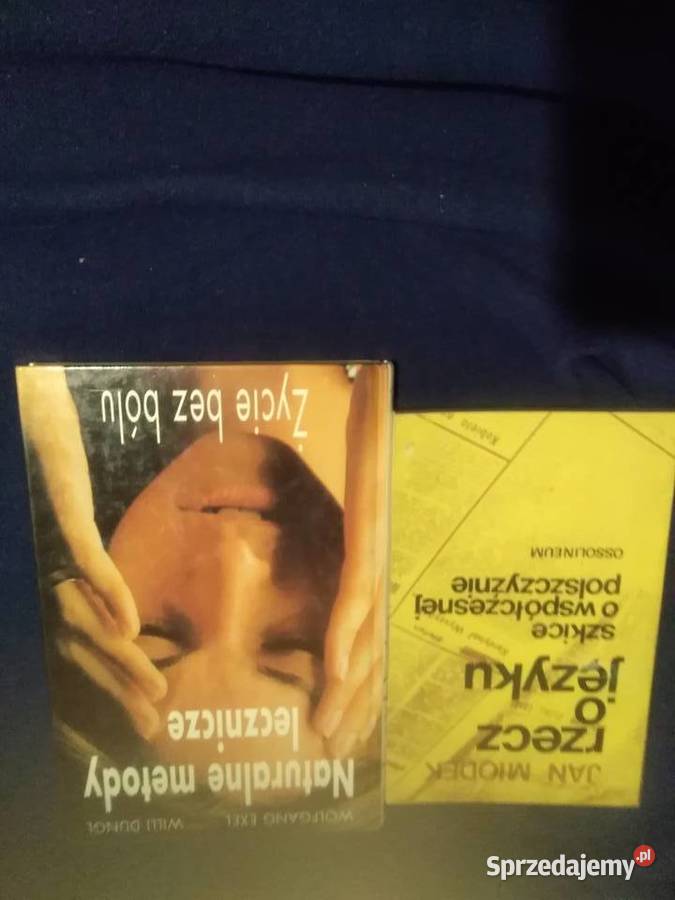 WOLFGANG EXEL WILLI DUNGL
Naturalne metody
lecznicze
Życie bez bólu
JAN MIODEK
rzecz
o
języku
szkice
o współczesnej
polszczyźnie
OSSOLINEUM
Kobieto
Sprzedajemy.pl